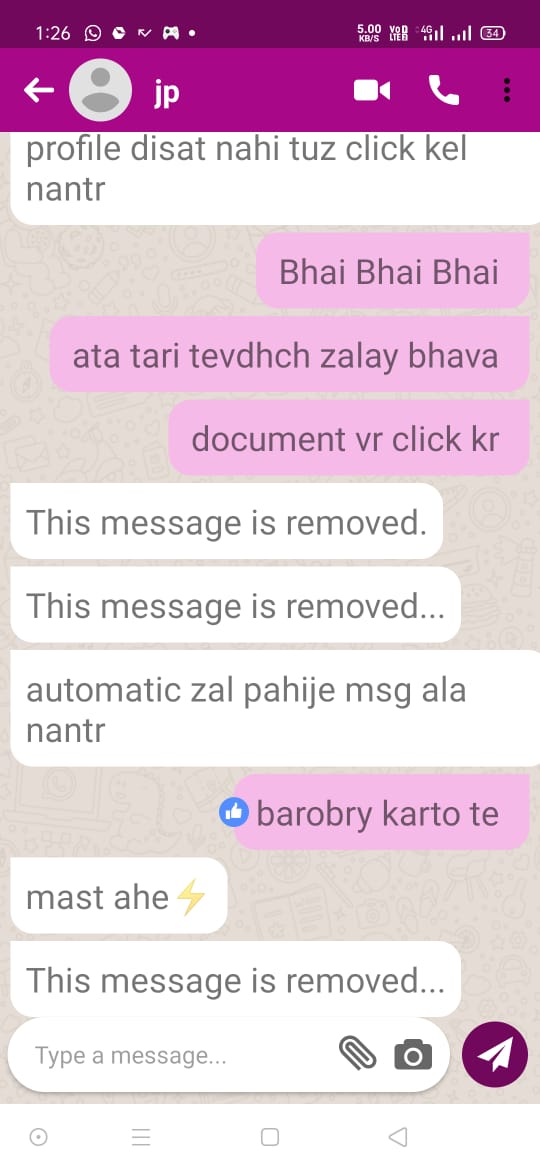 1:26
5.00 KB/S
VoD LTEB
4G
34
jp
profile disat nahi tuz click kel
nantr
Bhai Bhai Bhai
ata tari tevdhch zalay bhava
document vr click kr
This message is removed.
This message is removed...
automatic zal pahije msg ala
nantr
barobry karto te
mast ahe⚡
This message is removed...
Type a message...